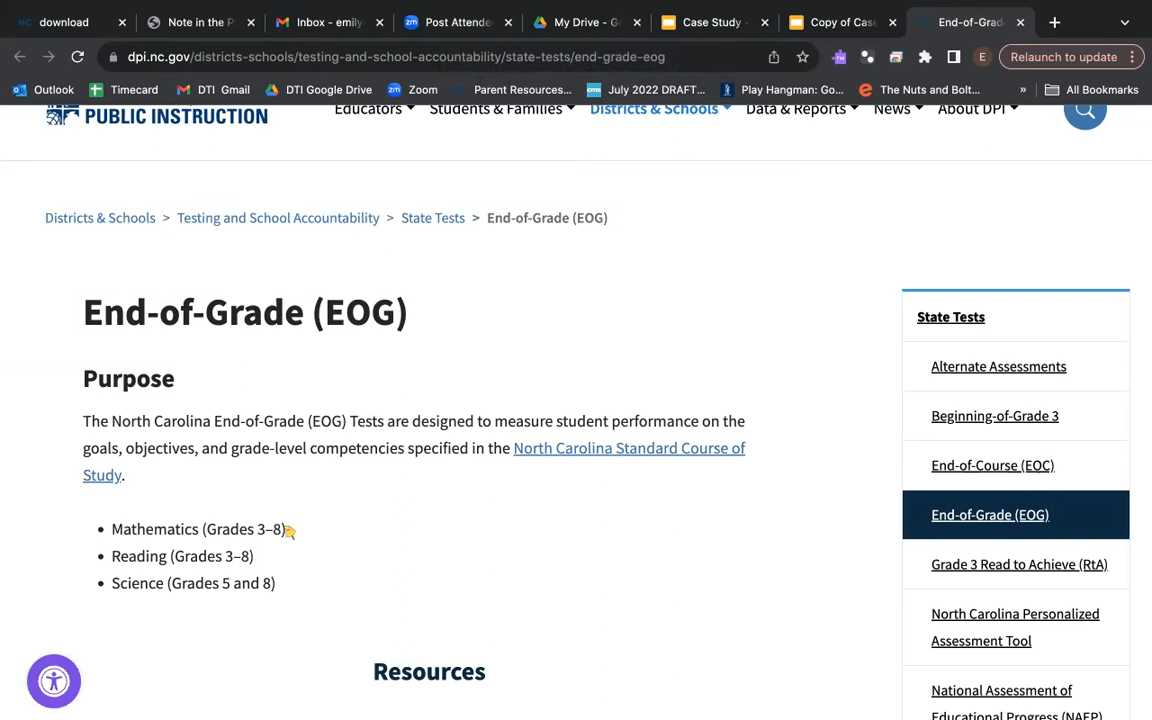 download
Note in the P
Inbox - emily
Post Attende
My Drive - G
Case Study -
Copy of Case
End-of-Grad
dpi.nc.gov/districts-schools/testing-and-school-accountability/state-tests/end-grade-eog
E
Relaunch to update
Outlook
Timecard
DTI Gmail
DTI Google Drive
Zoom
Parent Resources...
July 2022 DRAFT...
Play Hangman: Go...
The Nuts and Bolt...
»
All Bookmarks
PUBLIC INSTRUCTION
Educators
Students & Families
Districts & Schools
Data & Reports
News
About DPI
Districts & Schools > Testing and School Accountability > State Tests > End-of-Grade (EOG)
End-of-Grade (EOG)
Purpose
The North Carolina End-of-Grade (EOG) Tests are designed to measure student performance on the
goals, objectives, and grade-level competencies specified in the North Carolina Standard Course of
Study.
• Mathematics (Grades 3–8)
• Reading (Grades 3–8)
• Science (Grades 5 and 8)
Resources
State Tests
Alternate Assessments
Beginning-of-Grade 3
End-of-Course (EOC)
End-of-Grade (EOG)
Grade 3 Read to Achieve (RtA)
North Carolina Personalized
Assessment Tool
National Assessment of
Educational Progress (NAEP)